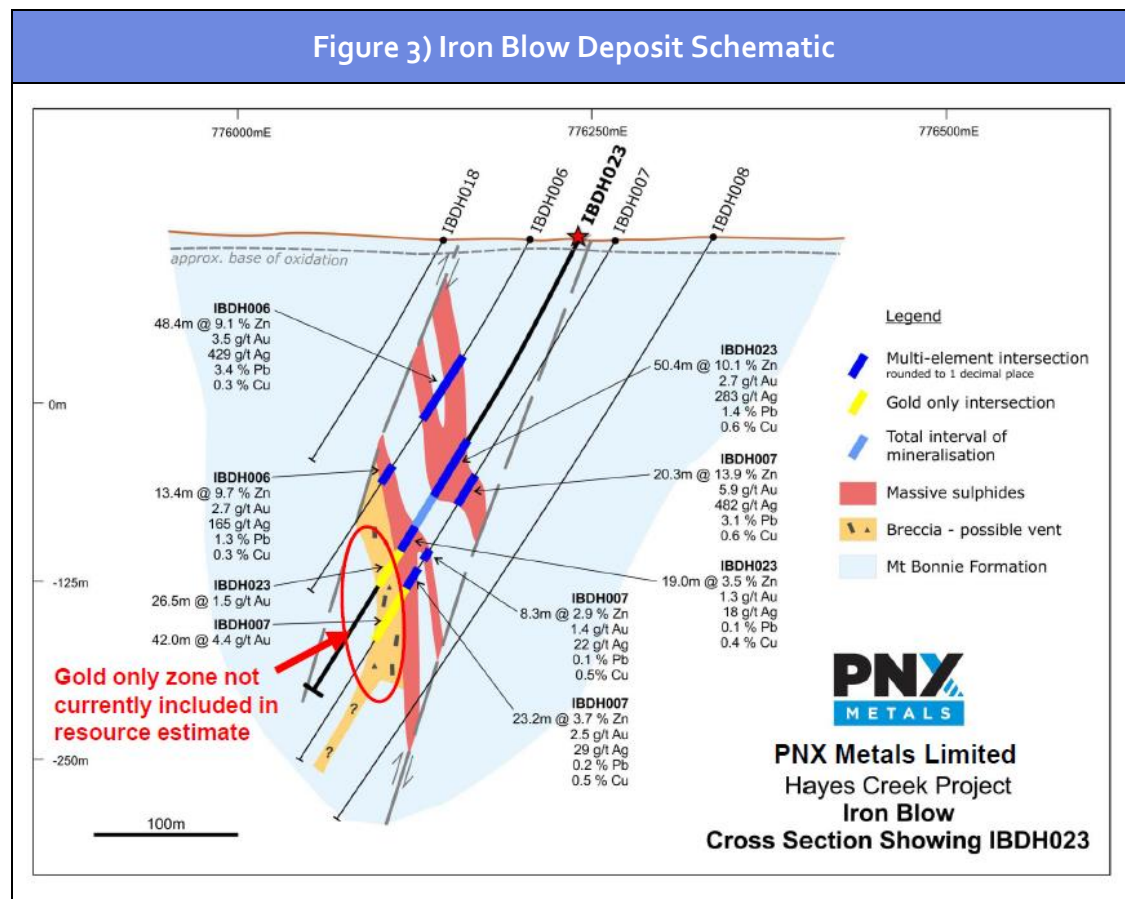 Figure 3) Iron Blow Deposit Schematic
776000mE
776250mE
776500mE
IBDH018
IBDH006
IBDH023
IBDH007
IBDH008
approx. base of oxidation
IBDH006
48.4m @ 9.1 % Zn
3.5 g/t Au
429 g/t Ag
3.4 % Pb
0.3 % Cu
0m
IBDH006
13.4m @ 9.7 % Zn
2.7 g/t Au
165 g/t Ag
1.3 % Pb
0.3 % Cu
-125m
IBDH023
26.5m @ 1.5 g/t Au
IBDH007
42.0m @ 4.4 g/t Au
Gold only zone not
currently included in
resource estimate
-250m
?
?
100m
IBDH023
50.4m @ 10.1 % Zn
2.7 g/t Au
283 g/t Ag
1.4 % Pb
0.6 % Cu
IBDH007
20.3m @ 13.9 % Zn
5.9 g/t Au
482 g/t Ag
3.1 % Pb
0.6 % Cu
IBDH023
19.0m @ 3.5 % Zn
1.3 g/t Au
18 g/t Ag
0.1 % Pb
0.4 % Cu
IBDH007
8.3m @ 2.9 % Zn
1.4 g/t Au
22 g/t Ag
0.1 % Pb
0.5% Cu
IBDH007
23.2m @ 3.7 % Zn
2.5 g/t Au
29 g/t Ag
0.2 % Pb
0.5 % Cu
Legend
Multi-element intersection
rounded to 1 decimal place
Gold only intersection
Total interval of
mineralisation
Massive sulphides
Breccia - possible vent
Mt Bonnie Formation
PNX
METALS
PNX Metals Limited
Hayes Creek Project
Iron Blow
Cross Section Showing IBDH023